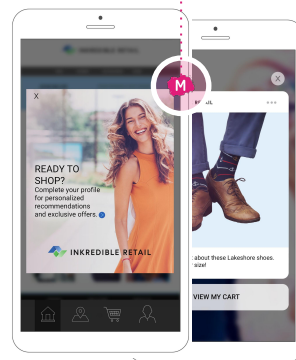 INKREDIBLE RETAIL
M
X
READY TO
SHOP?
Complete your profile
for personalized
recommendations
and exclusive offers.
INKREDIBLE RETAIL
X
about these Lakeshore shoes.
size!
VIEW MY CART